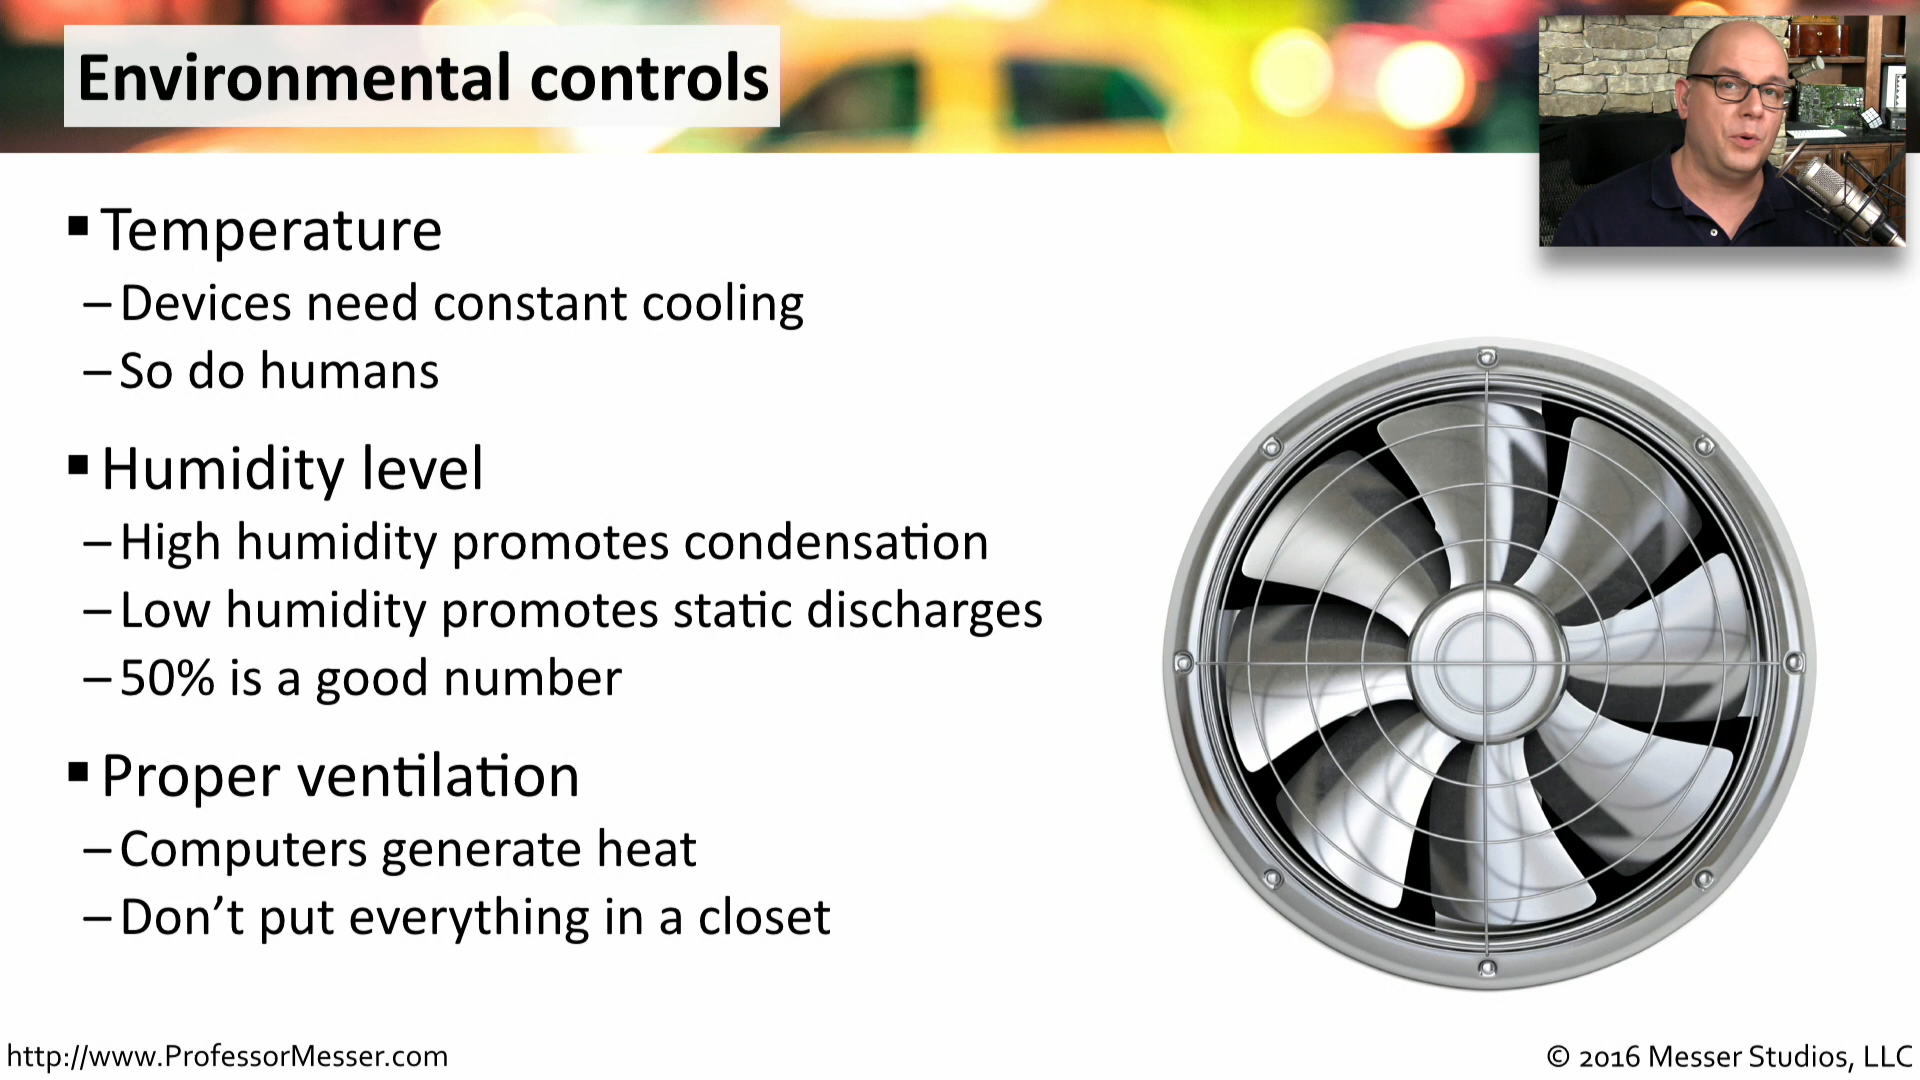 Environmental controls
▪ Temperature
– Devices need constant cooling
– So do humans
▪ Humidity level
– High humidity promotes condensation
– Low humidity promotes static discharges
– 50% is a good number
▪ Proper ventilation
– Computers generate heat
– Don’t put everything in a closet
http://www.ProfessorMesser.com
© 2016 Messer Studios, LLC